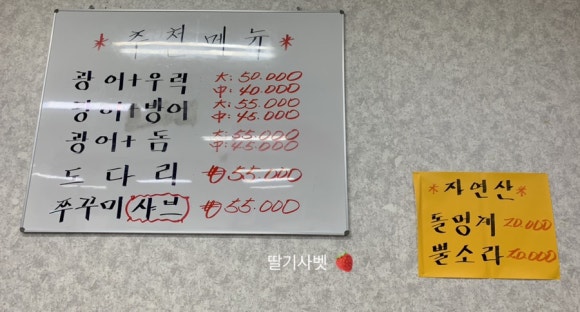 * 추천메뉴 *
광어+우럭 大: 50.000
中: 40.000
광어+방어 大: 55.000
中: 45.000
광어+돔 大: 55.000
中: 45.000
도다리 ₩55.000
쭈꾸미 샤브 ₩55.000
* 자연산 *
돌멍게 20.000
뿔소라 20.000
딸기사벳 🍓